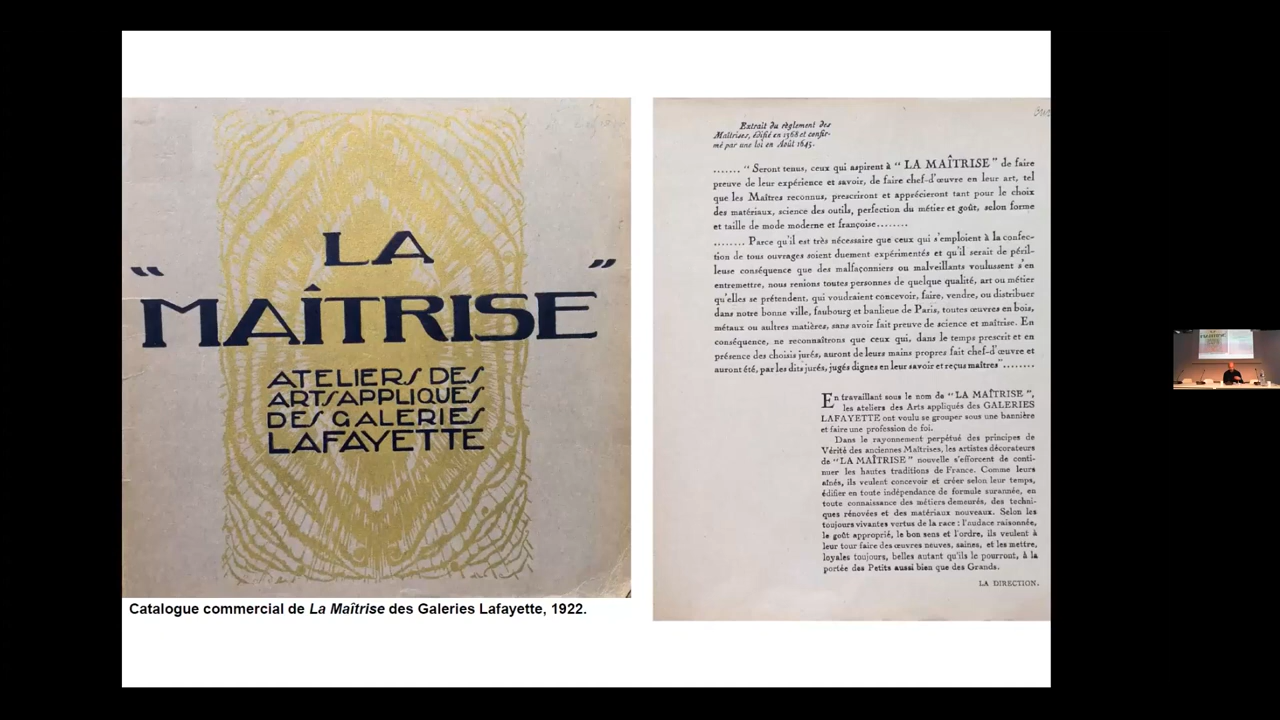 “ LA ”
MAÎTRISE
ATELIERS DES
ARTS APPLIQUES
DES GALERIES
LAFAYETTE
Catalogue commercial de La Maîtrise des Galeries Lafayette, 1922.
Extrait du règlement des
Maîtrises, édifié en 1368 et confir-
mé par une loi en Août 1645.
....... “ Seront tenus, ceux qui aspirent à “ LA MAÎTRISE ” de faire
preuve de leur expérience et savoir, de faire chef-d'œuvre en leur art, tel
que les Maîtres reconnus, prescriront et apprécieront tant pour le choix
des matériaux, science des outils, perfection du métier et goût, selon forme
et taille de mode moderne et françoise........
........ Parce qu'il est très nécessaire que ceux qui s'emploient à la confec-
tion de tous ouvrages soient duement expérimentés et qu'il serait de péril-
leuse conséquence que des malfaçonniers ou malveillants voulussent s'en
entremettre, nous renions toutes personnes de quelque qualité, art ou métier
qu'elles se prétendent, qui voudraient concevoir, faire, vendre, ou distribuer
dans notre bonne ville, faubourg et banlieue de Paris, toutes œuvres en bois,
métaux ou aultres matières, sans avoir fait preuve de science et maîtrise. En
conséquence, ne reconnaîtrons que ceux qui, dans le temps prescrit et en
présence des choisis jurés, auront de leurs mains propres fait chef-d'œuvre et
auront été, par les dits jurés, jugés dignes en leur savoir et reçus maîtres”........
En travaillant sous le nom de “LA MAÎTRISE”,
les ateliers des Arts appliqués des GALERIES
LAFAYETTE ont voulu se grouper sous une bannière
et faire une profession de foi.
Dans le rayonnement perpétué des principes de
Vérité des anciennes Maîtrises, les artistes décorateurs
de “LA MAÎTRISE” nouvelle s'efforcent de conti-
nuer les hautes traditions de France. Comme leurs
aînés, ils veulent concevoir et créer selon leur temps,
édifier en toute indépendance de formule surannée, en
toute connaissance des métiers demeurés, des techni-
ques rénovées et des matériaux nouveaux. Selon les
toujours vivantes vertus de la race : l'audace raisonnée,
le goût approprié, le bon sens et l'ordre, ils veulent à
leur tour faire des œuvres neuves, saines, et les mettre,
loyales toujours, belles autant qu'ils le pourront, à la
portée des Petits aussi bien que des Grands.
LA DIRECTION.